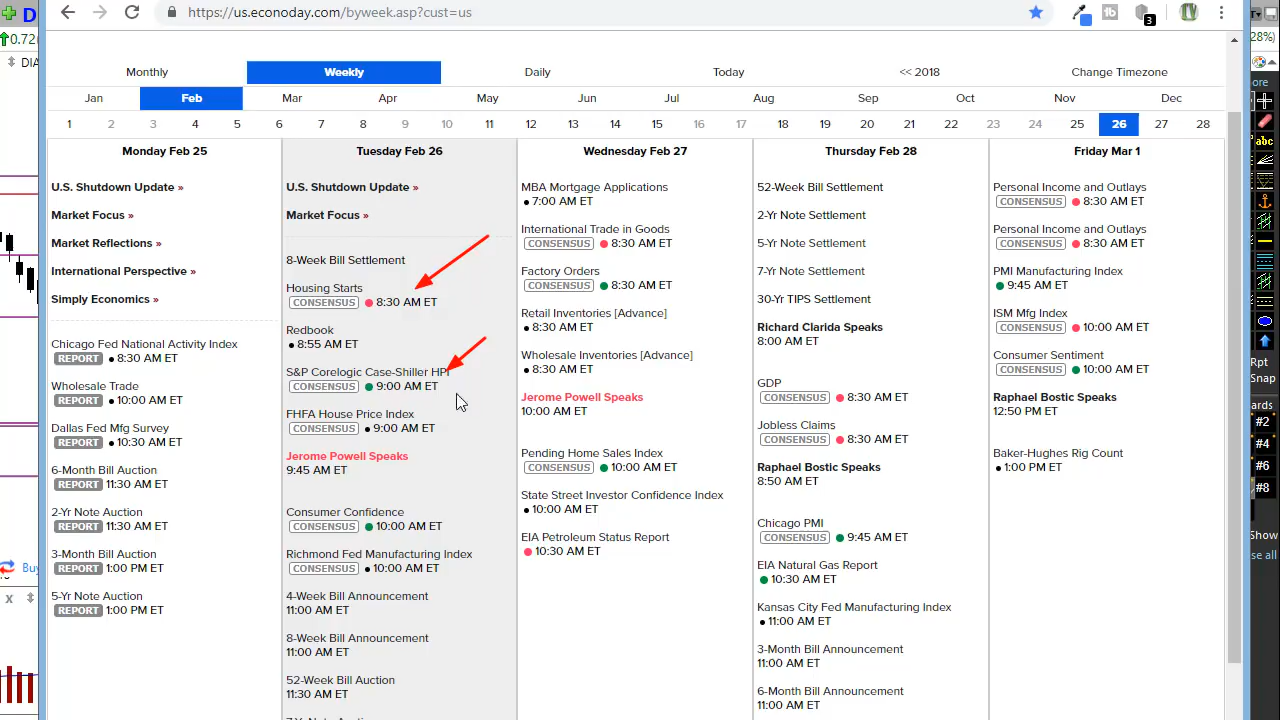 https://us.econoday.com/byweek.asp?cust=us
3
D
0.72(
28%)
DIA
Monthly
Weekly
Daily
Today
<< 2018
Change Timezone
Jan
Feb
Mar
Apr
May
Jun
Jul
Aug
Sep
Oct
Nov
Dec
1 2 3 4 5 6 7 8 9 10 11 12 13 14 15 16 17 18 19 20 21 22 23 24 25 26 27 28
Monday Feb 25
U.S. Shutdown Update »
Market Focus »
Market Reflections »
International Perspective »
Simply Economics »
Chicago Fed National Activity Index
REPORT 8:30 AM ET
Wholesale Trade
REPORT 10:00 AM ET
Dallas Fed Mfg Survey
REPORT 10:30 AM ET
6-Month Bill Auction
REPORT 11:30 AM ET
2-Yr Note Auction
REPORT 11:30 AM ET
3-Month Bill Auction
REPORT 1:00 PM ET
5-Yr Note Auction
REPORT 1:00 PM ET
Tuesday Feb 26
U.S. Shutdown Update »
Market Focus »
8-Week Bill Settlement
Housing Starts
CONSENSUS 8:30 AM ET
Redbook
8:55 AM ET
S&P Corelogic Case-Shiller HPI
CONSENSUS 9:00 AM ET
FHFA House Price Index
CONSENSUS 9:00 AM ET
Jerome Powell Speaks
9:45 AM ET
Consumer Confidence
CONSENSUS 10:00 AM ET
Richmond Fed Manufacturing Index
CONSENSUS 10:00 AM ET
4-Week Bill Announcement
11:00 AM ET
8-Week Bill Announcement
11:00 AM ET
52-Week Bill Auction
11:30 AM ET
Wednesday Feb 27
MBA Mortgage Applications
7:00 AM ET
International Trade in Goods
CONSENSUS 8:30 AM ET
Factory Orders
CONSENSUS 8:30 AM ET
Retail Inventories [Advance]
8:30 AM ET
Wholesale Inventories [Advance]
8:30 AM ET
Jerome Powell Speaks
10:00 AM ET
Pending Home Sales Index
CONSENSUS 10:00 AM ET
State Street Investor Confidence Index
10:00 AM ET
EIA Petroleum Status Report
10:30 AM ET
Thursday Feb 28
52-Week Bill Settlement
2-Yr Note Settlement
5-Yr Note Settlement
7-Yr Note Settlement
30-Yr TIPS Settlement
Richard Clarida Speaks
8:00 AM ET
GDP
CONSENSUS 8:30 AM ET
Jobless Claims
CONSENSUS 8:30 AM ET
Raphael Bostic Speaks
8:50 AM ET
Chicago PMI
CONSENSUS 9:45 AM ET
EIA Natural Gas Report
10:30 AM ET
Kansas City Fed Manufacturing Index
11:00 AM ET
3-Month Bill Announcement
11:00 AM ET
6-Month Bill Announcement
11:00 AM ET
Friday Mar 1
Personal Income and Outlays
CONSENSUS 8:30 AM ET
Personal Income and Outlays
CONSENSUS 8:30 AM ET
PMI Manufacturing Index
9:45 AM ET
ISM Mfg Index
CONSENSUS 10:00 AM ET
Consumer Sentiment
CONSENSUS 10:00 AM ET
Raphael Bostic Speaks
12:50 PM ET
Baker-Hughes Rig Count
1:00 PM ET
Buy
X
ore
abc
Rpt
Snap
ards
#2
#4
#6
#8
Show
se all